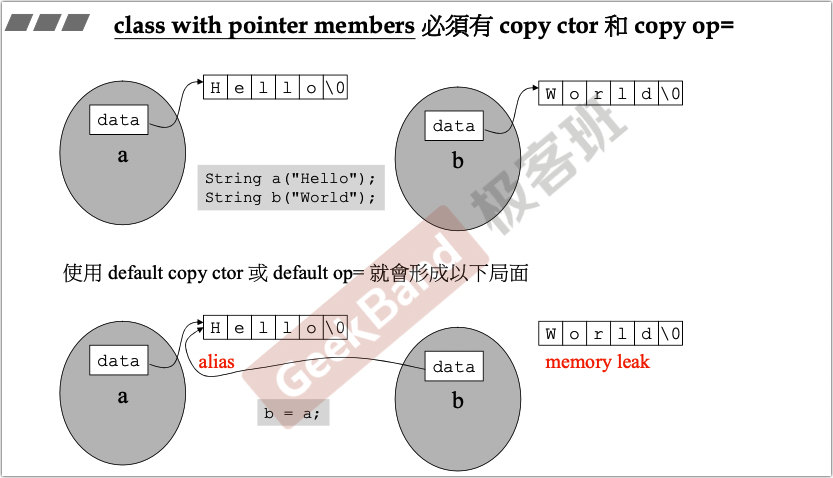 class with pointer members 必須有 copy ctor 和 copy op=
H e l l o \0
W o r l d \0
data
data
a
b
String a("Hello");
String b("World");
极客班
GeekBand
使用 default copy ctor 或 default op= 就會形成以下局面
H e l l o \0
W o r l d \0
data
alias
data
memory leak
a
b
b = a;